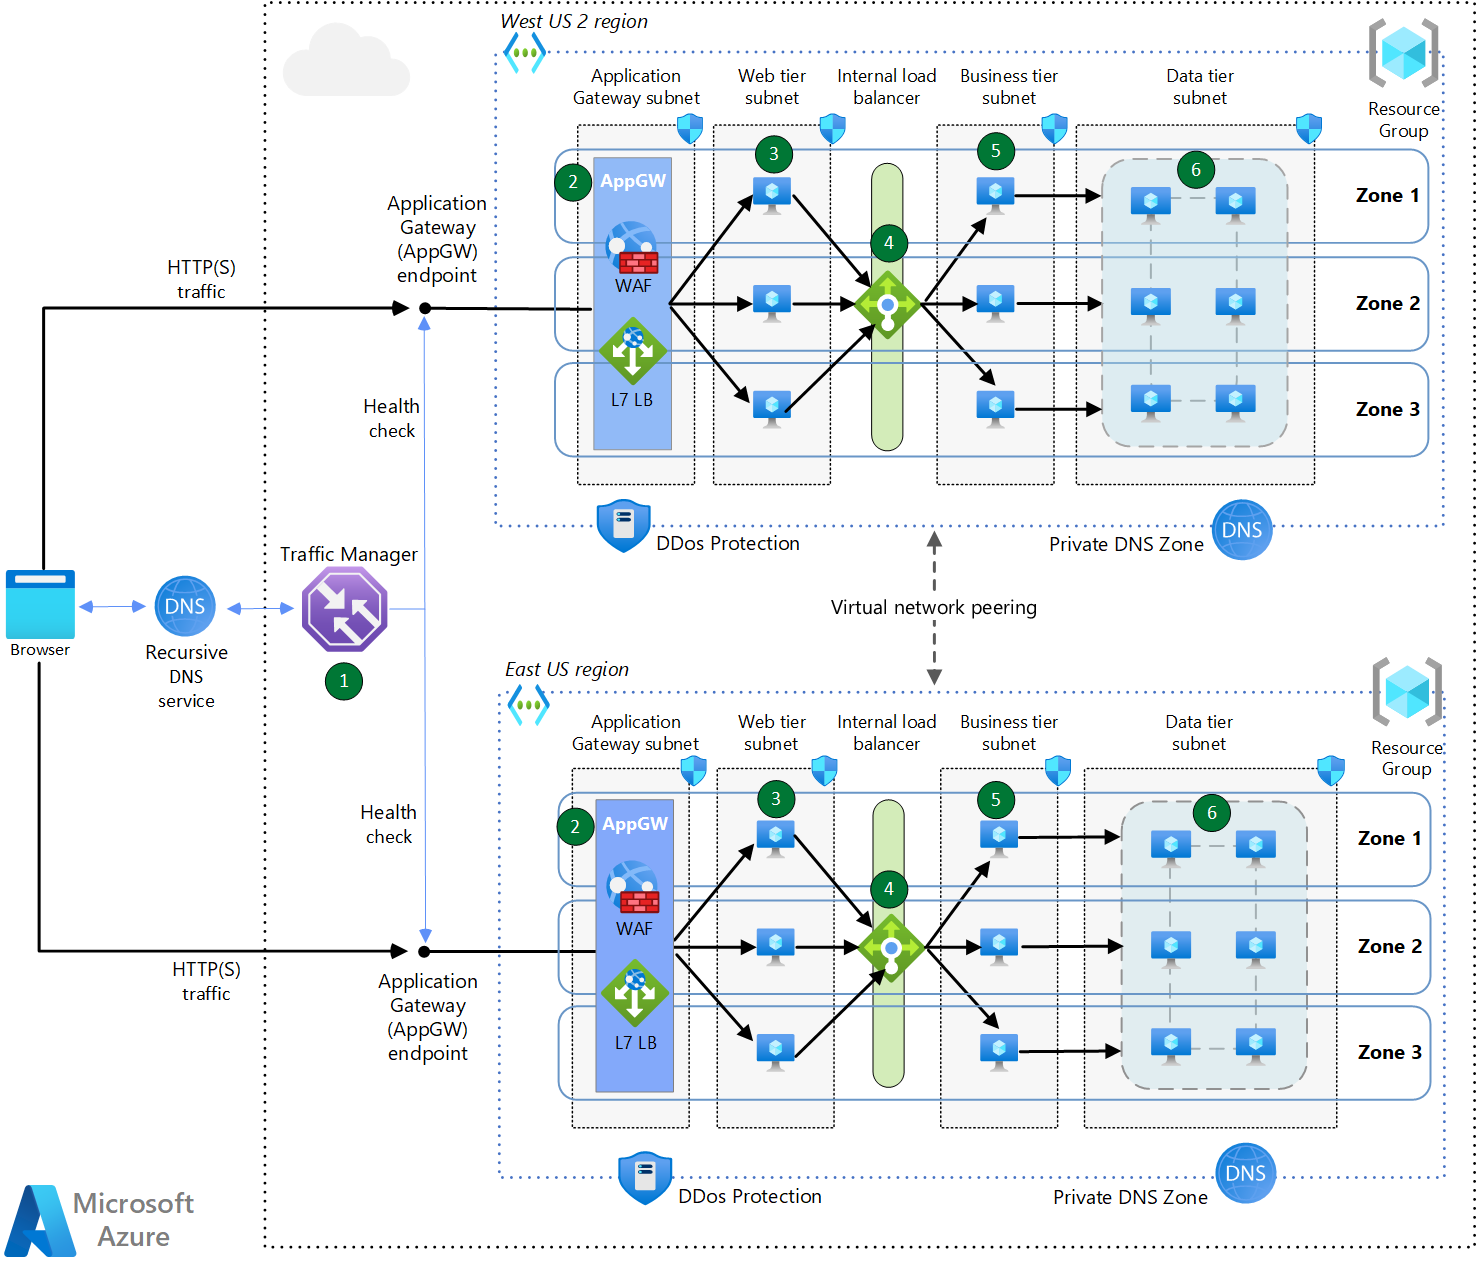 West US 2 region
Application
Gateway subnet
Web tier
subnet
Internal load
balancer
Business tier
subnet
Data tier
subnet
Resource
Group
2
AppGW
WAF
L7 LB
3
4
5
6
Zone 1
Zone 2
Zone 3
Application
Gateway
(AppGW)
endpoint
HTTP(S)
traffic
Health
check
DDos Protection
Private DNS Zone
DNS
Traffic Manager
1
Browser
DNS
Recursive
DNS
service
Virtual network peering
East US region
Application
Gateway subnet
Web tier
subnet
Internal load
balancer
Business tier
subnet
Data tier
subnet
Resource
Group
2
AppGW
WAF
L7 LB
3
4
5
6
Zone 1
Zone 2
Zone 3
Health
check
HTTP(S)
traffic
Application
Gateway
(AppGW)
endpoint
DDos Protection
Private DNS Zone
DNS
Microsoft
Azure